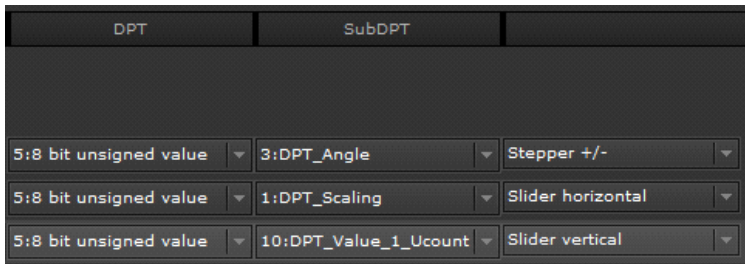 DPT SubDPT
5:8 bit unsigned value 3:DPT_Angle Stepper +/-
5:8 bit unsigned value 1:DPT_Scaling Slider horizontal
5:8 bit unsigned value 10:DPT_Value_1_Ucount Slider vertical